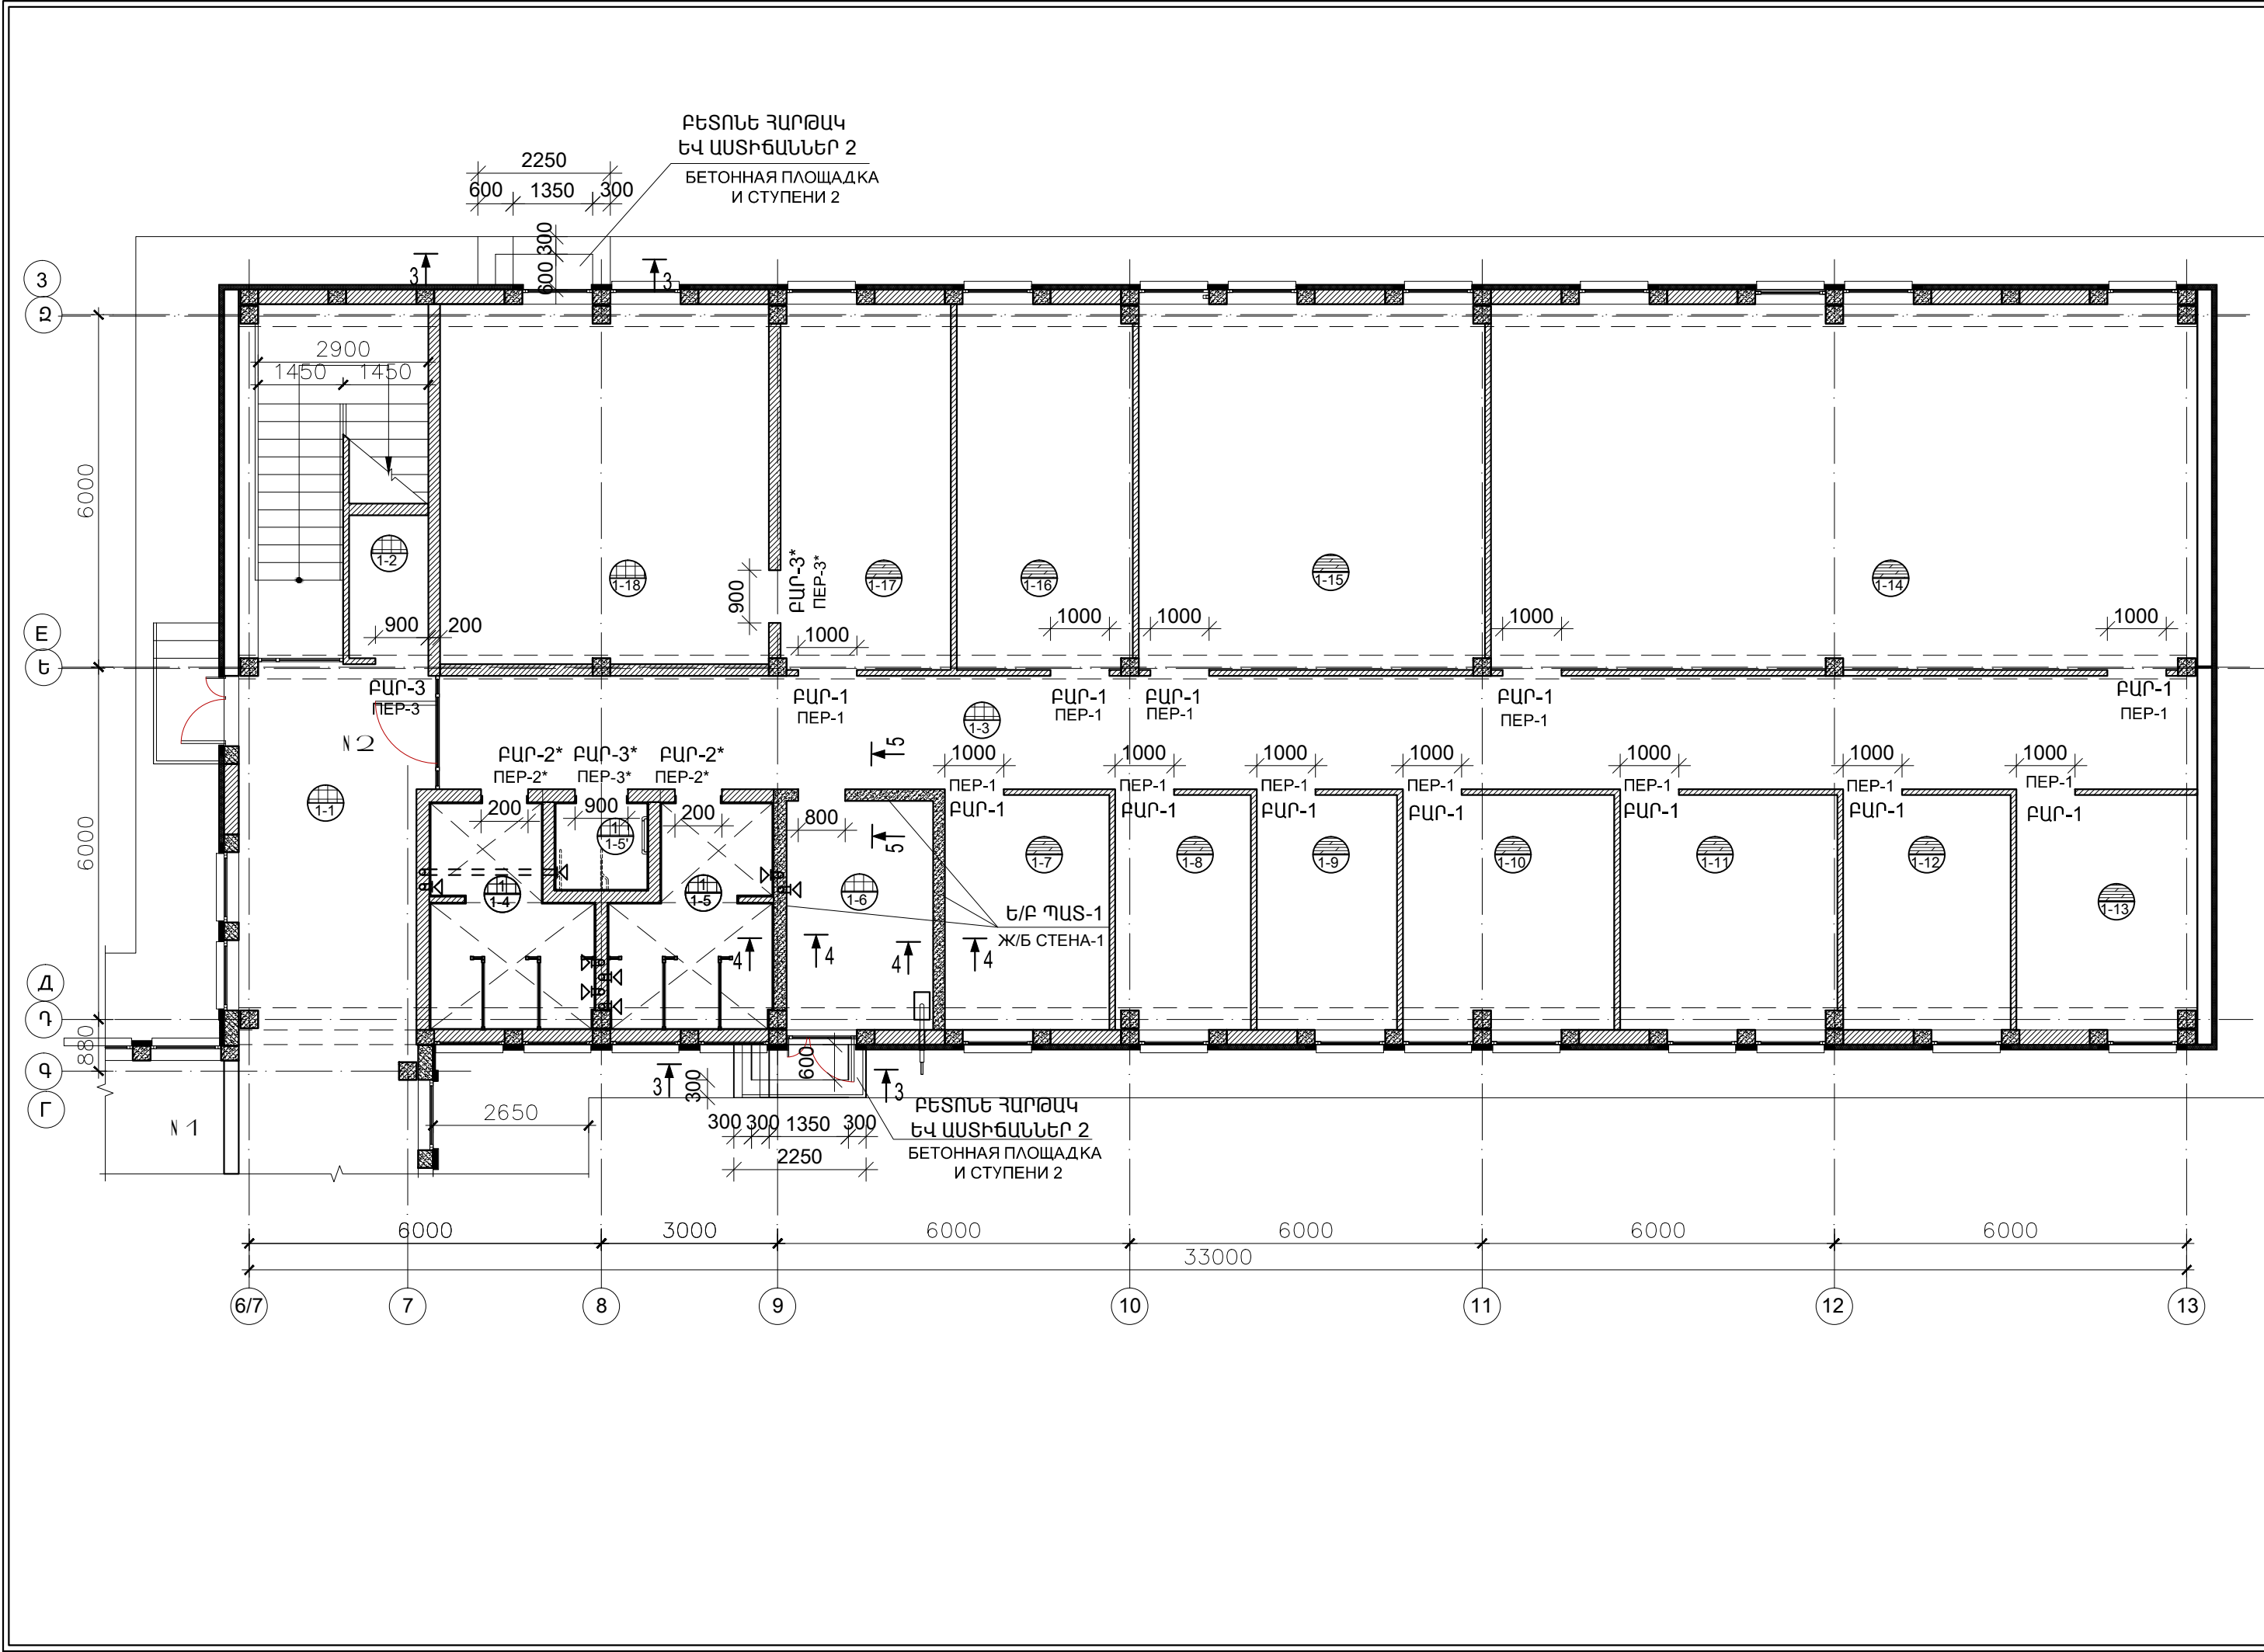 ԲԵՏՈՆԵ ՀԱՐԹԱԿ
ԵՎ ԱՍՏԻՃԱՆՆԵՐ 2
БЕТОННАЯ ПЛОЩАДКА
И СТУПЕНИ 2
2250
600 1350 300
300
600
3 3
З
Զ
2900
1450 1450
6000
1-2
1-18
1-17
1-16
1-15
1-14
900
ԲԱՐ-3*
ПЕР-3*
900 200
1000
1000 1000
1000
1000
Е
Ե
ԲԱՐ-3
ПЕР-3
ԲԱՐ-1
ПЕР-1
ԲԱՐ-1
ПЕР-1
ԲԱՐ-1
ПЕР-1
ԲԱՐ-1
ПЕР-1
ԲԱՐ-1
ПЕР-1
1-3
N 2
5
ԲԱՐ-2* ԲԱՐ-3* ԲԱՐ-2*
ПЕР-2* ПЕР-3* ПЕР-2*
1000 1000 1000 1000 1000 1000 1000
ПЕР-1 ПЕР-1 ПЕР-1 ПЕР-1 ПЕР-1 ПЕР-1 ПЕР-1
ԲԱՐ-1 ԲԱՐ-1 ԲԱՐ-1 ԲԱՐ-1 ԲԱՐ-1 ԲԱՐ-1 ԲԱՐ-1
1-1
200 900 200 800
6000
1
1-5'
5
1-7
1-8
1-9
1-10
1-11
1-12
1-13
1
1-4
1
1-5
1-6
Ե/Բ ՊԱՏ-1
Ж/Б СТЕНА-1
4 4 4 4
Д
Դ
880
Գ
Г
600
300
3 3
N 1
2650
300 300 1350 300
2250
ԲԵՏՈՆԵ ՀԱՐԹԱԿ
ԵՎ ԱՍՏԻՃԱՆՆԵՐ 2
БЕТОННАЯ ПЛОЩАДКА
И СТУПЕНИ 2
6000 3000 6000 6000 6000 6000
33000
6/7 7 8 9 10 11 12 13